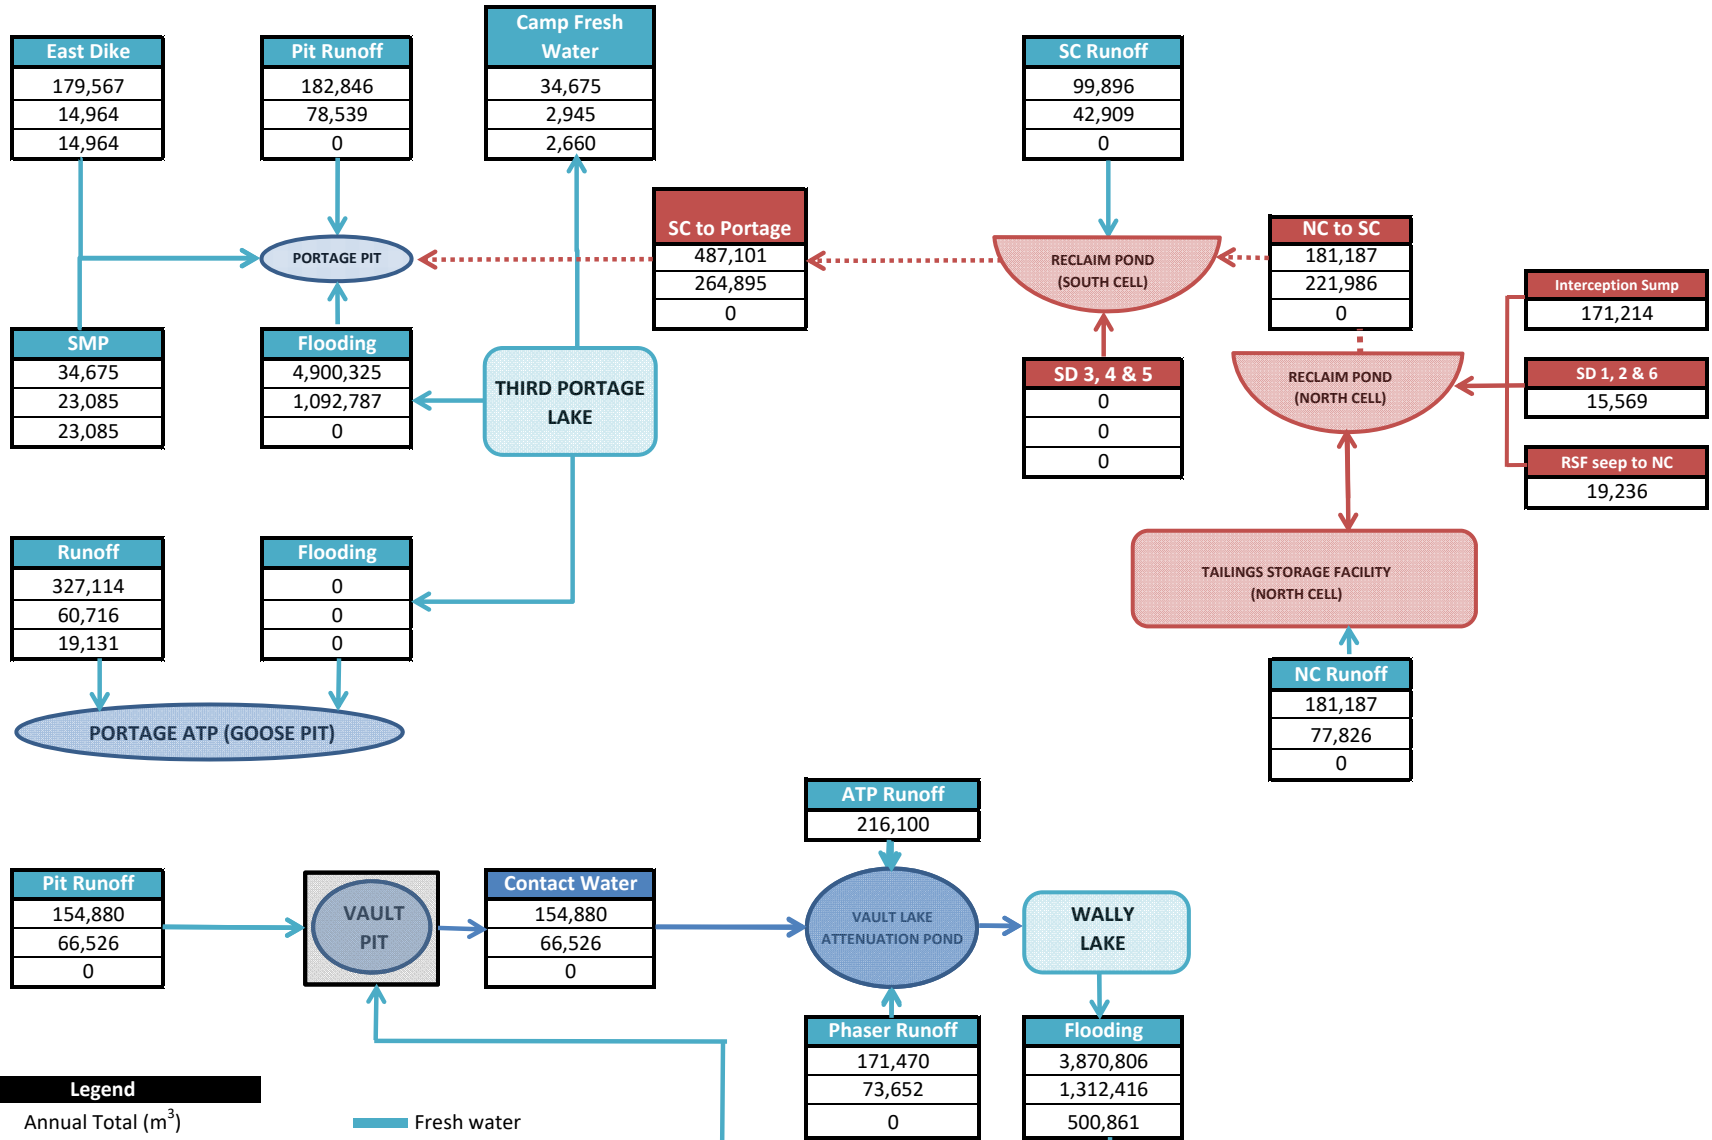 East Dike
179,567
14,964
14,964
Pit Runoff
182,846
78,539
0
Camp Fresh
Water
34,675
2,945
2,660
SC Runoff
99,896
42,909
0
PORTAGE PIT
SC to Portage
487,101
264,895
0
RECLAIM POND
(SOUTH CELL)
NC to SC
181,187
221,986
0
Interception Sump
171,214
SMP
34,675
23,085
23,085
Flooding
4,900,325
1,092,787
0
THIRD PORTAGE
LAKE
SD 3, 4 & 5
0
0
0
RECLAIM POND
(NORTH CELL)
SD 1, 2 & 6
15,569
RSF seep to NC
19,236
Runoff
327,114
60,716
19,131
Flooding
0
0
0
TAILINGS STORAGE FACILITY
(NORTH CELL)
PORTAGE ATP (GOOSE PIT)
NC Runoff
181,187
77,826
0
ATP Runoff
216,100
Pit Runoff
154,880
66,526
0
VAULT
PIT
Contact Water
154,880
66,526
0
VAULT LAKE
ATTENUATION POND
WALLY
LAKE
Phaser Runoff
171,470
73,652
0
Flooding
3,870,806
1,312,416
500,861
Legend
Annual Total (m³)
Fresh water